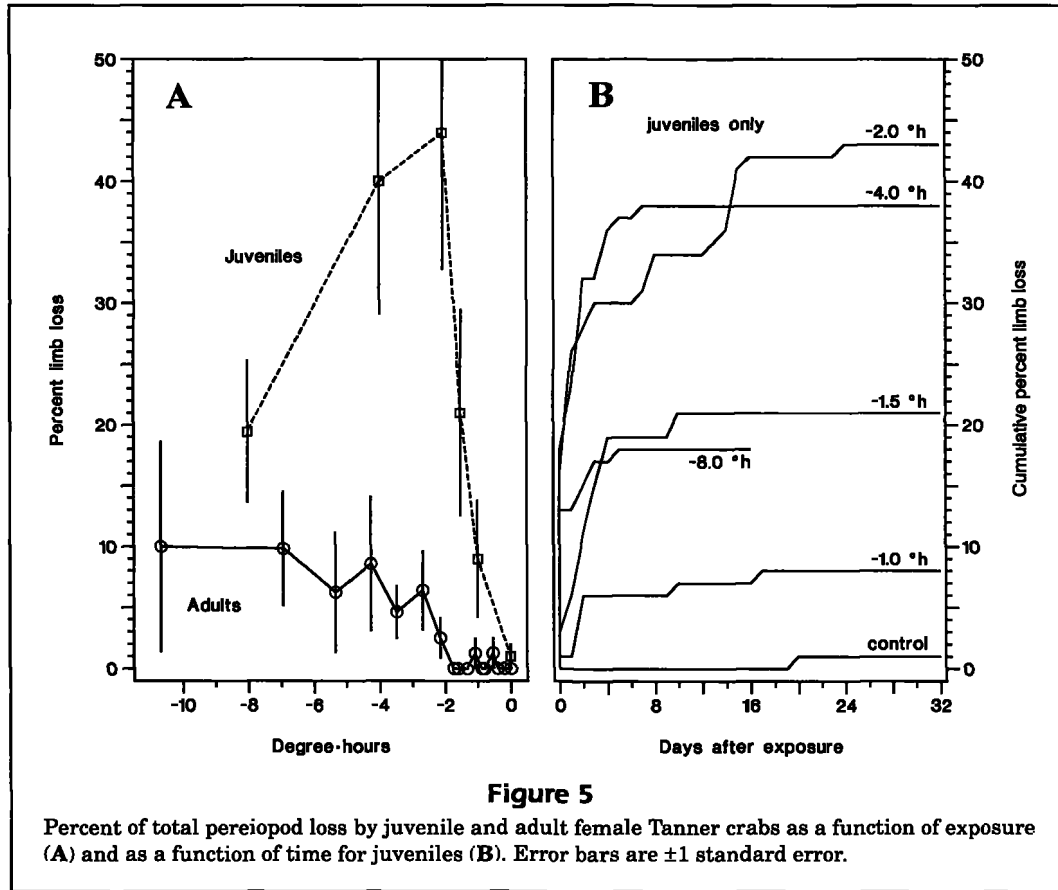 A
B
50
40
30
20
10
0
Percent limb loss
Juveniles
Adults
-10 -8 -6 -4 -2 0
Degree-hours
juveniles only
-2.0 °h
-4.0 °h
-1.5 °h
-8.0 °h
-1.0 °h
control
0 8 16 24 32
Days after exposure
50
40
30
20
10
0
Cumulative percent limb loss
Figure 5
Percent of total pereiopod loss by juvenile and adult female Tanner crabs as a function of exposure
(A) and as a function of time for juveniles (B). Error bars are ±1 standard error.